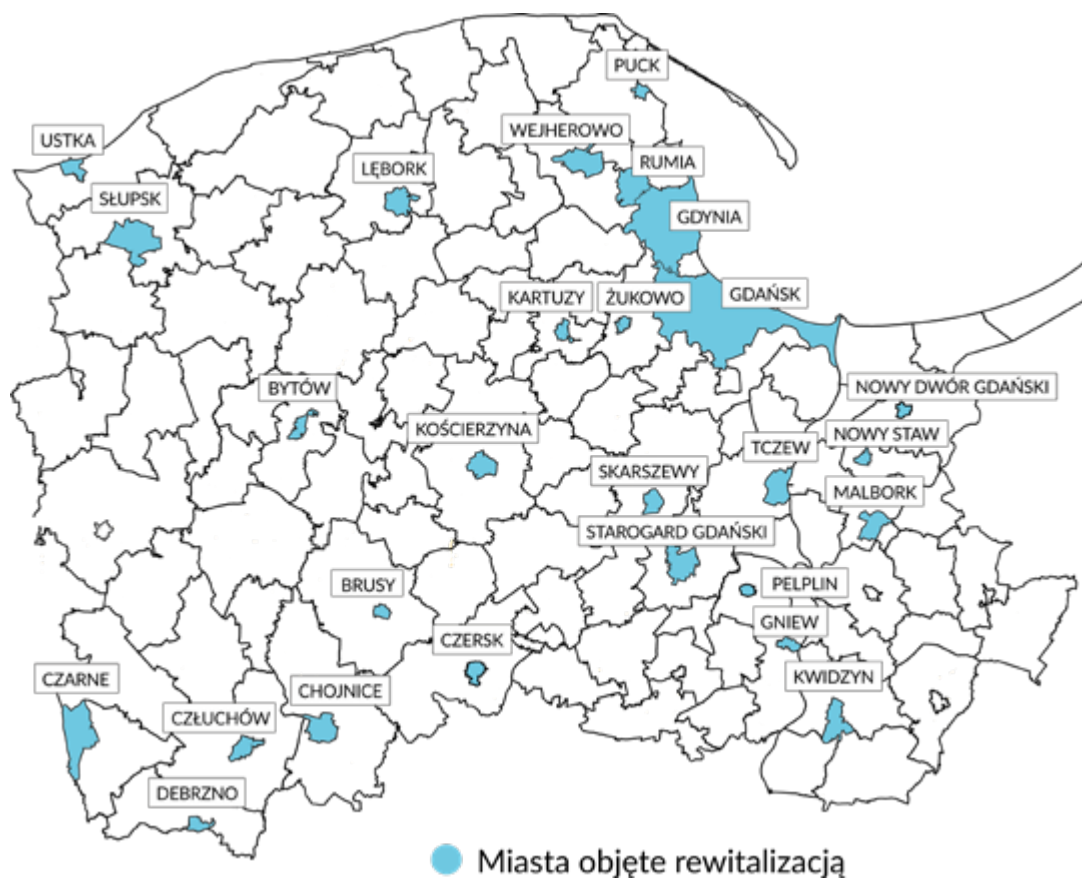 PUCK
WEJHEROWO
USTKA
RUMIA
LĘBORK
SŁUPSK
GDYNIA
GDAŃSK
KARTUZY
ŻUKOWO
NOWY DWÓR GDAŃSKI
BYTÓW
KOŚCIERZYNA
NOWY STAW
TCZEW
SKARSZEWY
MALBORK
STAROGARD GDAŃSKI
BRUSY
PELPLIN
GNIEW
CZERSK
CZARNE
CHOJNICE
KWIDZYN
CZŁUCHÓW
DEBRZNO
Miasta objęte rewitalizacją